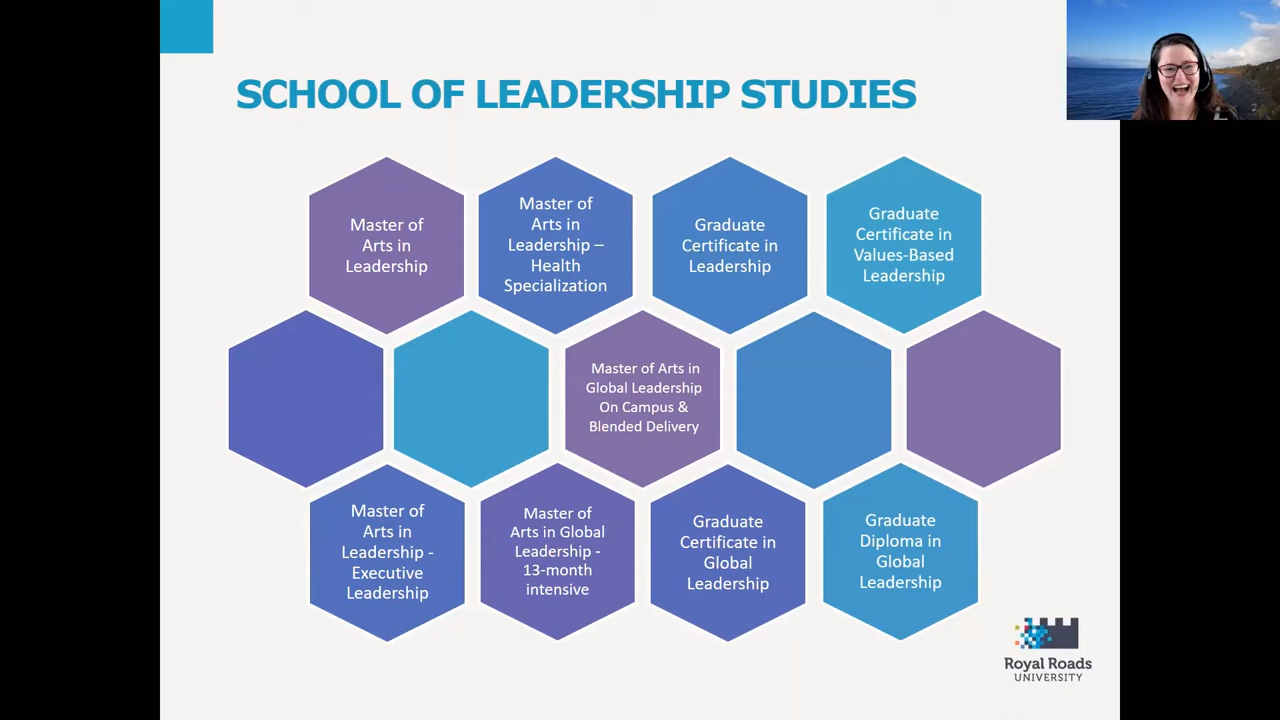 SCHOOL OF LEADERSHIP STUDIES
Master of
Arts in
Leadership
Master of
Arts in
Leadership –
Health
Specialization
Graduate
Certificate in
Leadership
Graduate
Certificate in
Values-Based
Leadership
Master of Arts in
Global Leadership
On Campus &
Blended Delivery
Master of
Arts in
Leadership -
Executive
Leadership
Master of
Arts in Global
Leadership -
13-month
intensive
Graduate
Certificate in
Global
Leadership
Graduate
Diploma in
Global
Leadership
Royal Roads
UNIVERSITY